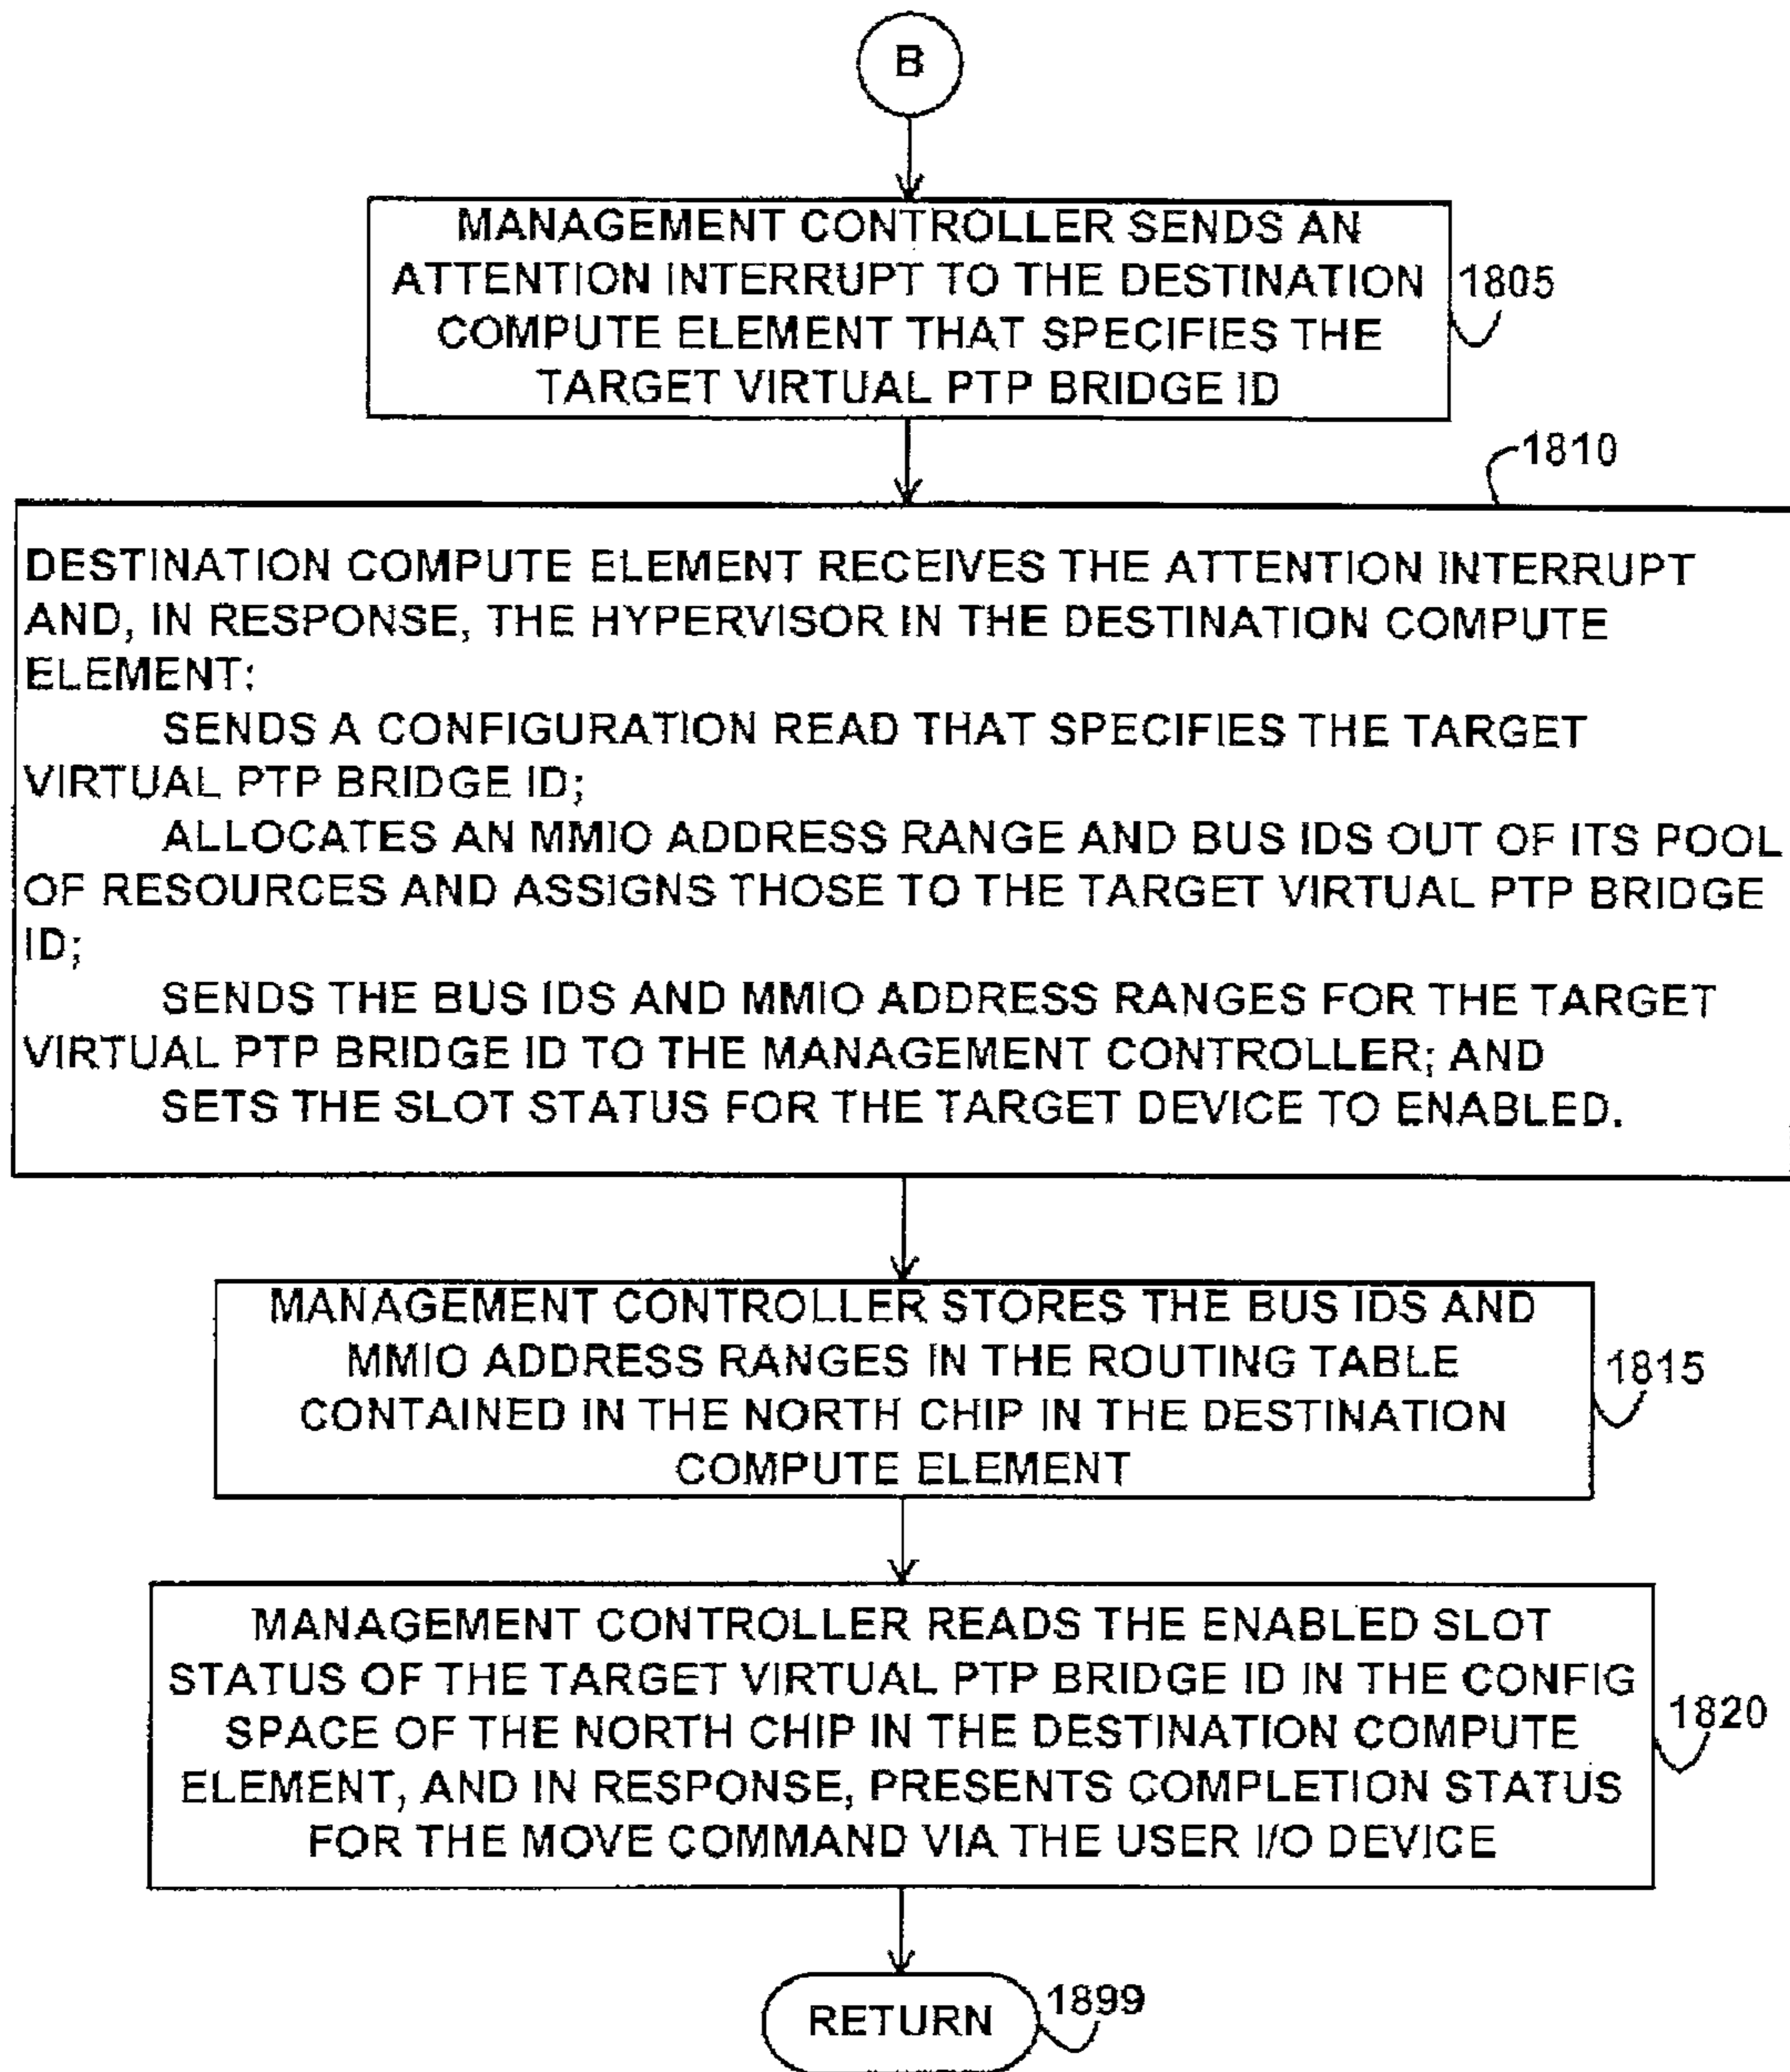 B
MANAGEMENT CONTROLLER SENDS AN
ATTENTION INTERRUPT TO THE DESTINATION
COMPUTE ELEMENT THAT SPECIFIES THE
TARGET VIRTUAL PTP BRIDGE ID
1805
1810
DESTINATION COMPUTE ELEMENT RECEIVES THE ATTENTION INTERRUPT
AND, IN RESPONSE, THE HYPERVISOR IN THE DESTINATION COMPUTE
ELEMENT:
SENDS A CONFIGURATION READ THAT SPECIFIES THE TARGET
VIRTUAL PTP BRIDGE ID;
ALLOCATES AN MMIO ADDRESS RANGE AND BUS IDS OUT OF ITS POOL
OF RESOURCES AND ASSIGNS THOSE TO THE TARGET VIRTUAL PTP BRIDGE
ID;
SENDS THE BUS IDS AND MMIO ADDRESS RANGES FOR THE TARGET
VIRTUAL PTP BRIDGE ID TO THE MANAGEMENT CONTROLLER; AND
SETS THE SLOT STATUS FOR THE TARGET DEVICE TO ENABLED.
MANAGEMENT CONTROLLER STORES THE BUS IDS AND
MMIO ADDRESS RANGES IN THE ROUTING TABLE
CONTAINED IN THE NORTH CHIP IN THE DESTINATION
COMPUTE ELEMENT
1815
MANAGEMENT CONTROLLER READS THE ENABLED SLOT
STATUS OF THE TARGET VIRTUAL PTP BRIDGE ID IN THE CONFIG
SPACE OF THE NORTH CHIP IN THE DESTINATION COMPUTE
ELEMENT, AND IN RESPONSE, PRESENTS COMPLETION STATUS
FOR THE MOVE COMMAND VIA THE USER I/O DEVICE
1820
RETURN
1899